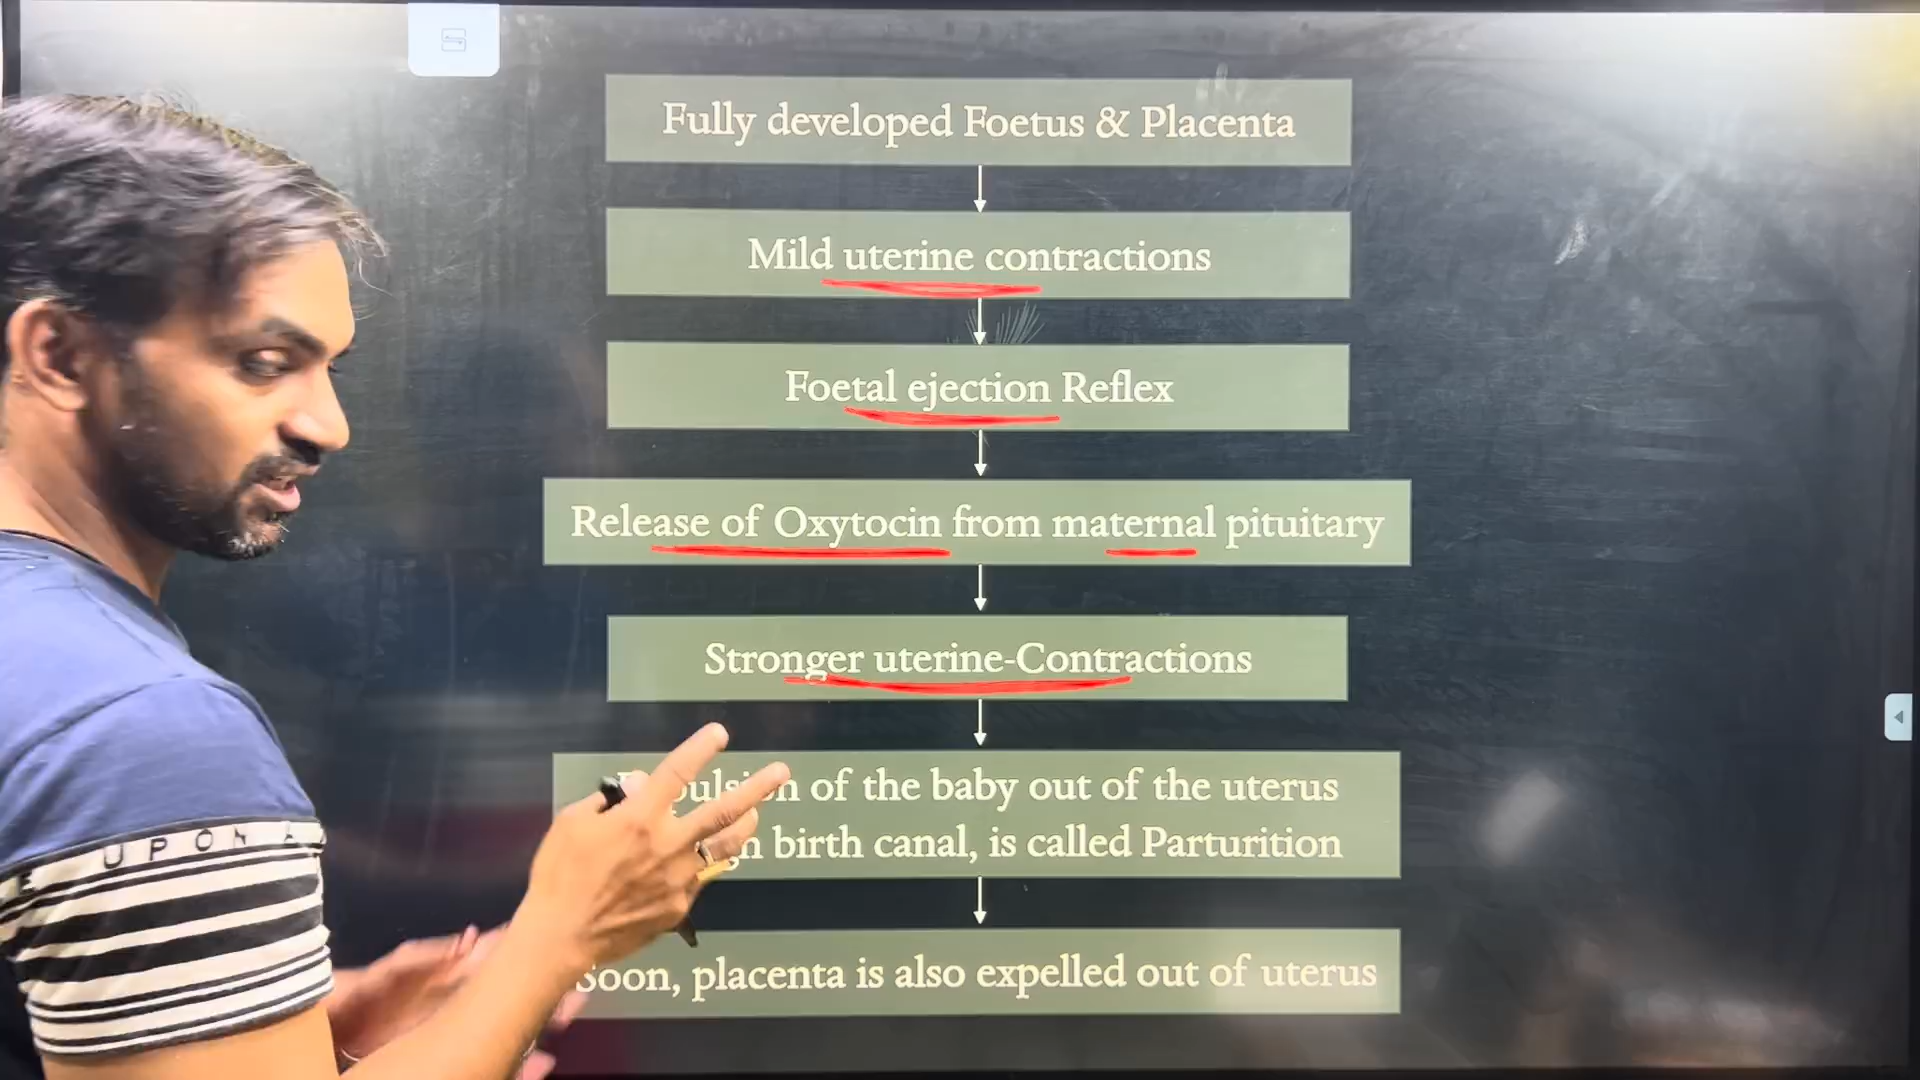 Fully developed Foetus & Placenta
Mild uterine contractions
Foetal ejection Reflex
Release of Oxytocin from maternal pituitary
Stronger uterine-Contractions
of the baby out of the uterus
birth canal, is called Parturition
Soon, placenta is also expelled out of uterus
UPON